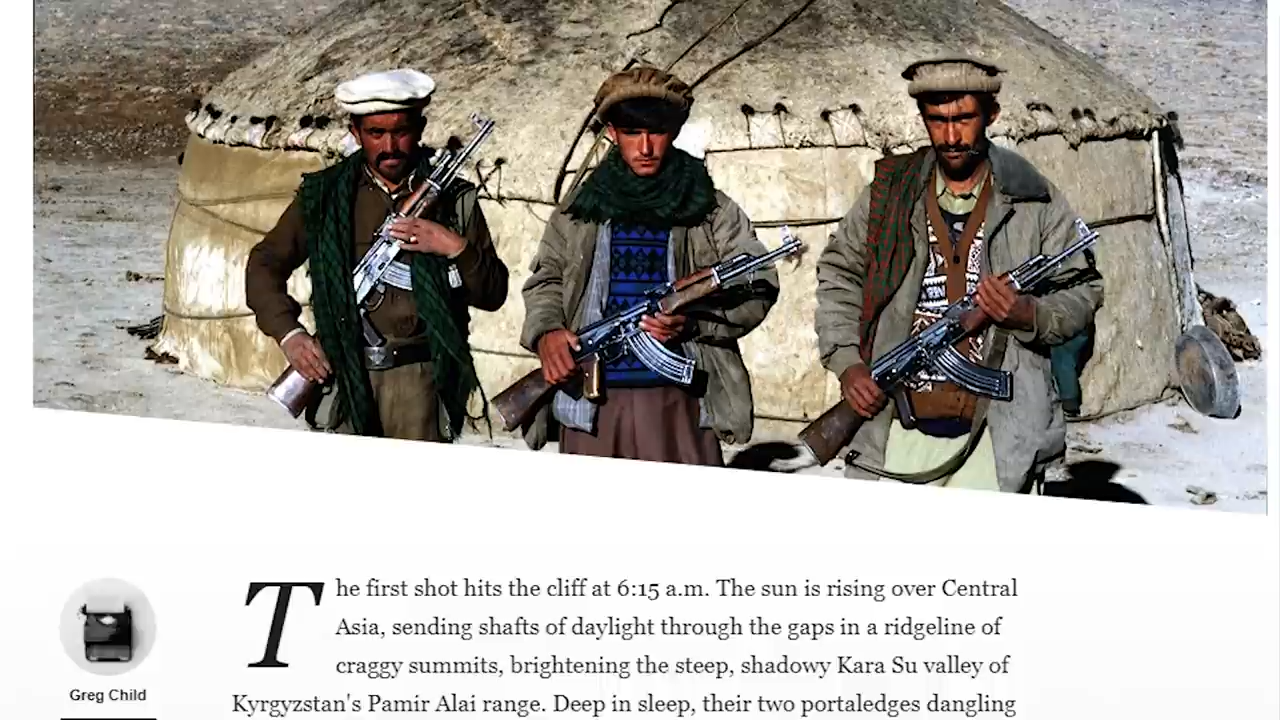 The first shot hits the cliff at 6:15 a.m. The sun is rising over Central
Asia, sending shafts of daylight through the gaps in a ridgeline of
craggy summits, brightening the steep, shadowy Kara Su valley of
Kyrgyzstan's Pamir Alai range. Deep in sleep, their two portaledges dangling
Greg Child